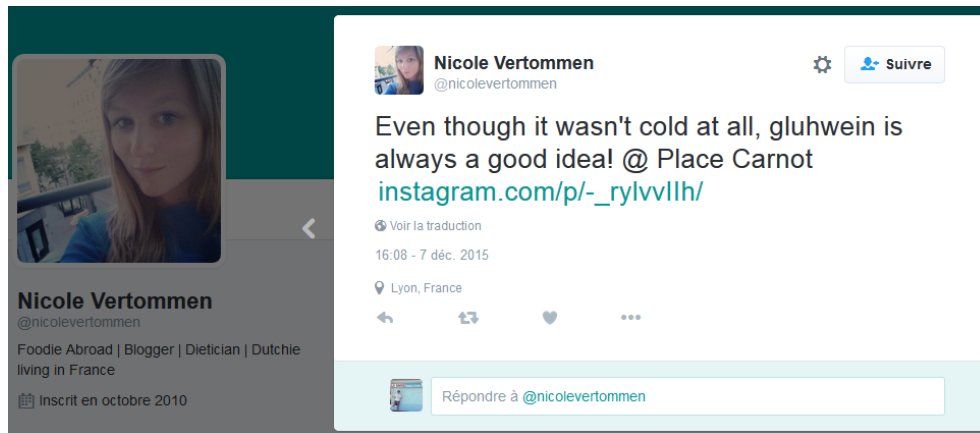 Nicole Vertommen
@nicolevertommen
Foodie Abroad | Blogger | Dietician | Dutchie
living in France
Inscrit en octobre 2010
Nicole Vertommen
@nicolevertommen
Suivre
Even though it wasn't cold at all, gluhwein is
always a good idea! @ Place Carnot
instagram.com/p/-_rylvvIIh/
Voir la traduction
16:08 - 7 déc. 2015
Lyon, France
Répondre à @nicolevertommen